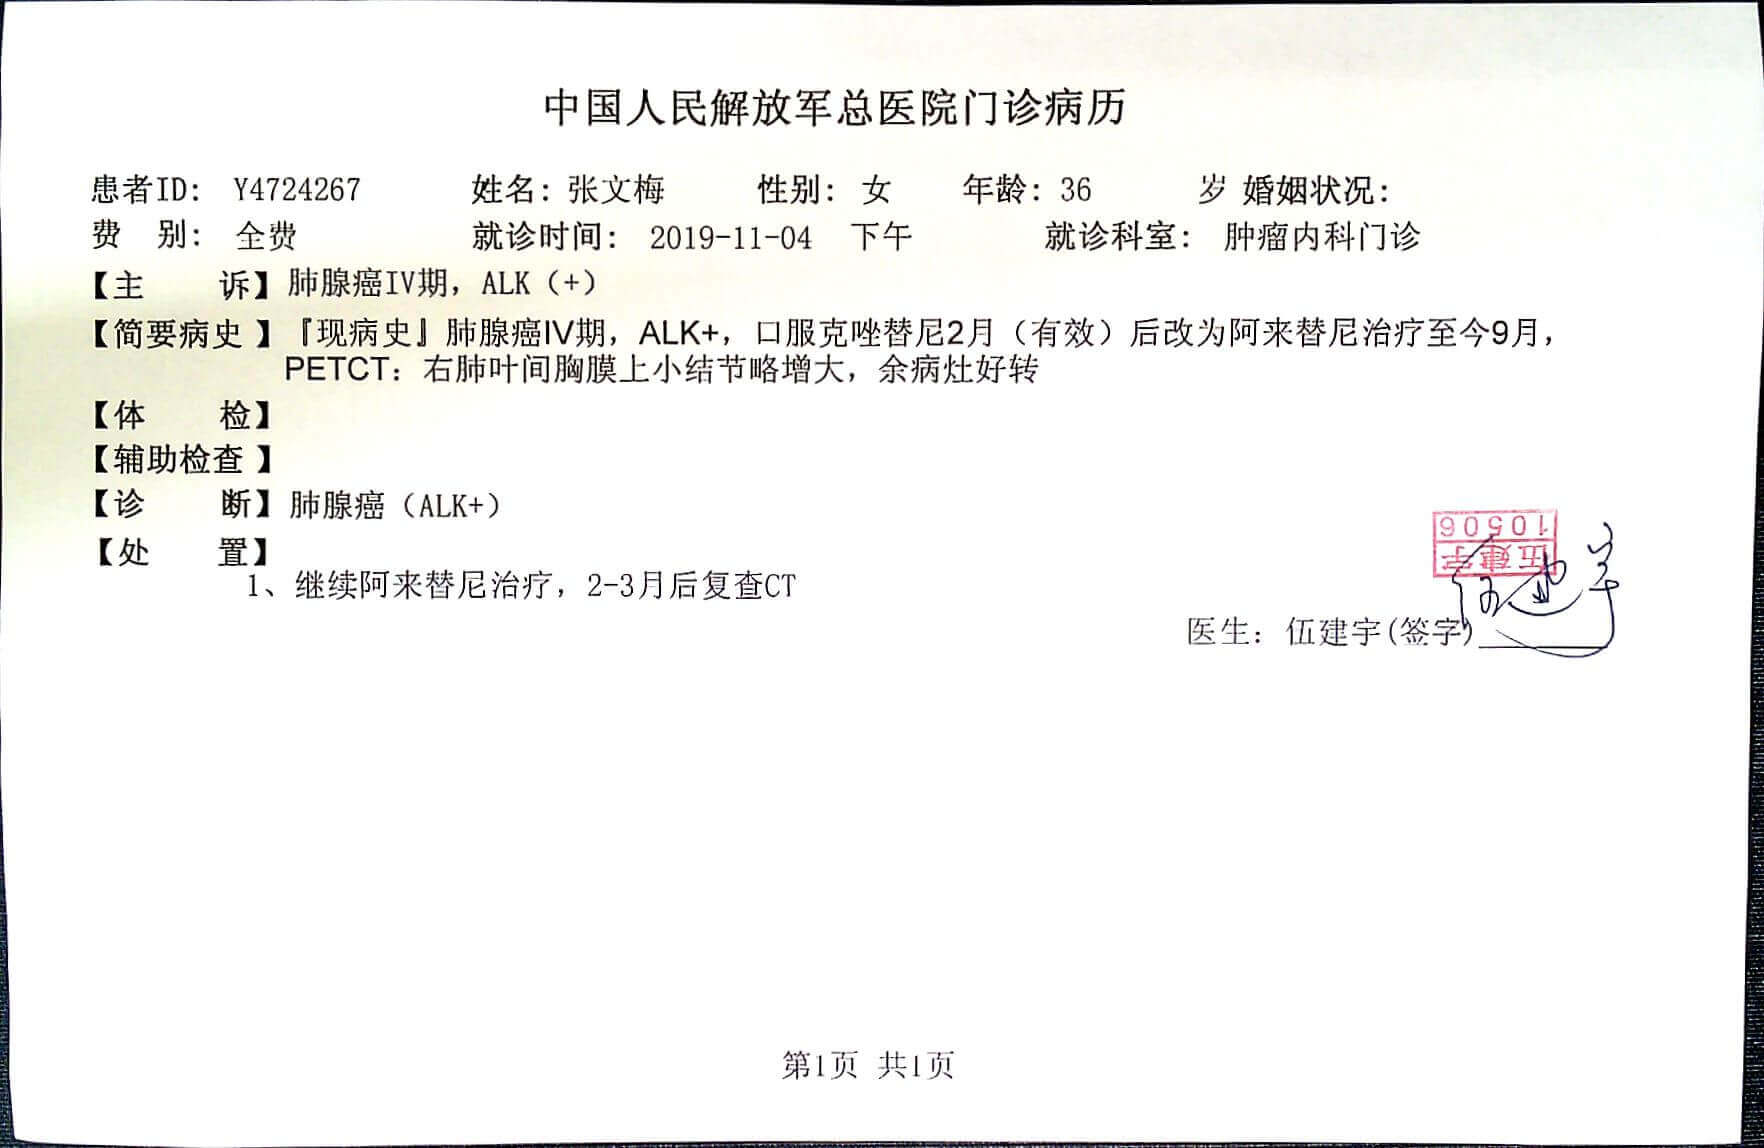 中国人民解放军总医院门诊病历
患者ID: Y4724267 姓名: 张文梅 性别: 女 年龄: 36 岁 婚姻状况:
费 别: 全费 就诊时间: 2019-11-04 下午 就诊科室: 肿瘤内科门诊
【主 诉】肺腺癌IV期, ALK (+)
【简要病史 】『现病史』肺腺癌IV期, ALK+, 口服克唑替尼2月 (有效) 后改为阿来替尼治疗至今9月,
PETCT: 右肺叶间胸膜上小结节略增大, 余病灶好转
【体 检】
【辅助检查 】
【诊 断】肺腺癌 (ALK+)
【处 置】
1、继续阿来替尼治疗, 2-3月后复查CT
10506
伍建宇
医生: 伍建宇(签字) 伍建宇
第1页 共1页